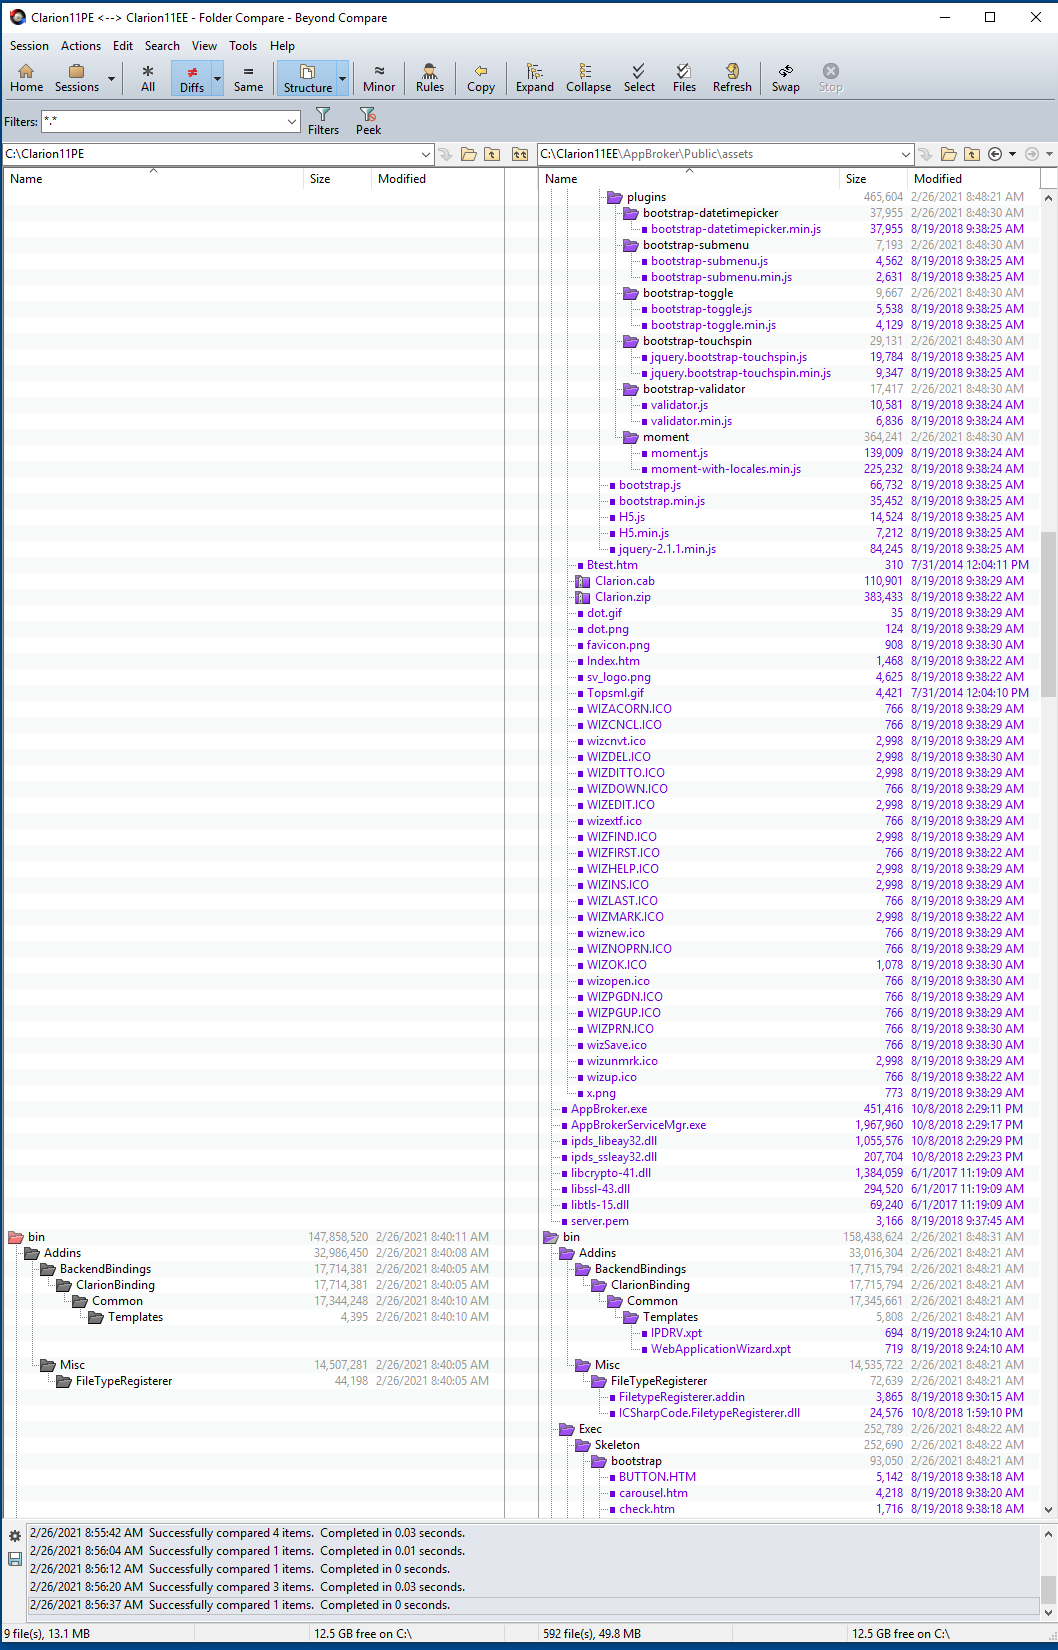 Clarion11PE <--> Clarion11EE - Folder Compare - Beyond Compare
Session Actions Edit Search View Tools Help
Home Sessions All Diffs Same Structure Minor Rules Copy Expand Collapse Select Files Refresh Swap Stop
Filters: *.* Filters Peek
C:\Clarion11PE C:\Clarion11EE\AppBroker\Public\assets
Name Size Modified Name Size Modified
plugins 465,604 2/26/2021 8:48:21 AM
bootstrap-datetimepicker 37,955 2/26/2021 8:48:30 AM
bootstrap-datetimepicker.min.js 37,955 8/19/2018 9:38:25 AM
bootstrap-submenu 7,193 2/26/2021 8:48:30 AM
bootstrap-submenu.js 4,562 8/19/2018 9:38:25 AM
bootstrap-submenu.min.js 2,631 8/19/2018 9:38:25 AM
bootstrap-toggle 9,667 2/26/2021 8:48:30 AM
bootstrap-toggle.js 5,538 8/19/2018 9:38:25 AM
bootstrap-toggle.min.js 4,129 8/19/2018 9:38:25 AM
bootstrap-touchspin 29,131 2/26/2021 8:48:30 AM
jquery.bootstrap-touchspin.js 19,784 8/19/2018 9:38:25 AM
jquery.bootstrap-touchspin.min.js 9,347 8/19/2018 9:38:25 AM
bootstrap-validator 17,417 2/26/2021 8:48:30 AM
validator.js 10,581 8/19/2018 9:38:24 AM
validator.min.js 6,836 8/19/2018 9:38:24 AM
moment 364,241 2/26/2021 8:48:30 AM
moment.js 139,009 8/19/2018 9:38:24 AM
moment-with-locales.min.js 225,232 8/19/2018 9:38:24 AM
bootstrap.js 66,732 8/19/2018 9:38:25 AM
bootstrap.min.js 35,452 8/19/2018 9:38:25 AM
H5.js 14,524 8/19/2018 9:38:25 AM
H5.min.js 7,212 8/19/2018 9:38:25 AM
jquery-2.1.1.min.js 84,245 8/19/2018 9:38:25 AM
Btest.htm 310 7/31/2014 12:04:11 PM
Clarion.cab 110,901 8/19/2018 9:38:29 AM
Clarion.zip 383,433 8/19/2018 9:38:22 AM
dot.gif 35 8/19/2018 9:38:29 AM
dot.png 124 8/19/2018 9:38:29 AM
favicon.png 908 8/19/2018 9:38:30 AM
Index.htm 1,468 8/19/2018 9:38:22 AM
sv_logo.png 4,625 8/19/2018 9:38:22 AM
Topsml.gif 4,421 7/31/2014 12:04:10 PM
WIZACORN.ICO 766 8/19/2018 9:38:29 AM
WIZCNCL.ICO 766 8/19/2018 9:38:29 AM
wizcnvt.ico 2,998 8/19/2018 9:38:29 AM
WIZDEL.ICO 2,998 8/19/2018 9:38:30 AM
WIZDITTO.ICO 2,998 8/19/2018 9:38:29 AM
WIZDOWN.ICO 766 8/19/2018 9:38:29 AM
WIZEDIT.ICO 2,998 8/19/2018 9:38:29 AM
wizextf.ico 766 8/19/2018 9:38:29 AM
WIZFIND.ICO 2,998 8/19/2018 9:38:29 AM
WIZFIRST.ICO 766 8/19/2018 9:38:22 AM
WIZHELP.ICO 2,998 8/19/2018 9:38:29 AM
WIZINS.ICO 2,998 8/19/2018 9:38:29 AM
WIZLAST.ICO 766 8/19/2018 9:38:29 AM
WIZMARK.ICO 2,998 8/19/2018 9:38:22 AM
wiznew.ico 766 8/19/2018 9:38:29 AM
WIZNOPRN.ICO 766 8/19/2018 9:38:29 AM
WIZOK.ICO 1,078 8/19/2018 9:38:30 AM
wizopen.ico 766 8/19/2018 9:38:29 AM
WIZPGDN.ICO 766 8/19/2018 9:38:29 AM
WIZPGUP.ICO 766 8/19/2018 9:38:29 AM
WIZPRN.ICO 766 8/19/2018 9:38:30 AM
wizSave.ico 766 8/19/2018 9:38:29 AM
wizunmrk.ico 2,998 8/19/2018 9:38:29 AM
wizup.ico 766 8/19/2018 9:38:22 AM
x.png 773 8/19/2018 9:38:29 AM
AppBroker.exe 451,416 10/8/2018 2:29:11 PM
AppBrokerServiceMgr.exe 1,967,960 10/8/2018 2:29:17 PM
ipds_libeay32.dll 1,055,576 10/8/2018 2:29:29 PM
ipds_ssleay32.dll 207,704 10/8/2018 2:29:23 PM
libcrypto-41.dll 1,384,059 6/1/2017 11:19:09 AM
libssl-43.dll 294,520 6/1/2017 11:19:09 AM
libtls-15.dll 69,240 6/1/2017 11:19:09 AM
server.pem 3,166 8/19/2018 9:37:45 AM
bin 147,858,520 2/26/2021 8:40:11 AM bin 158,438,624 2/26/2021 8:48:31 AM
Addins 32,986,450 2/26/2021 8:40:08 AM Addins 33,016,304 2/26/2021 8:48:21 AM
BackendBindings 17,714,381 2/26/2021 8:40:05 AM BackendBindings 17,715,794 2/26/2021 8:48:21 AM
ClarionBinding 17,714,381 2/26/2021 8:40:05 AM ClarionBinding 17,715,794 2/26/2021 8:48:21 AM
Common 17,344,248 2/26/2021 8:40:10 AM Common 17,345,661 2/26/2021 8:48:21 AM
Templates 4,395 2/26/2021 8:40:10 AM Templates 5,808 2/26/2021 8:48:21 AM
IPDRV.xpt 694 8/19/2018 9:24:10 AM
WebApplicationWizard.xpt 719 8/19/2018 9:24:10 AM
Misc 14,507,281 2/26/2021 8:40:05 AM Misc 14,535,722 2/26/2021 8:48:21 AM
FileTypeRegisterer 44,198 2/26/2021 8:40:05 AM FileTypeRegisterer 72,639 2/26/2021 8:48:21 AM
FiletypeRegisterer.addin 3,865 8/19/2018 9:30:15 AM
ICSharpCode.FiletypeRegisterer.dll 24,576 10/8/2018 1:59:10 PM
Exec 252,789 2/26/2021 8:48:22 AM
Skeleton 252,690 2/26/2021 8:48:22 AM
bootstrap 93,050 2/26/2021 8:48:21 AM
BUTTON.HTM 5,142 8/19/2018 9:38:18 AM
carousel.htm 4,218 8/19/2018 9:38:20 AM
check.htm 1,716 8/19/2018 9:38:18 AM
2/26/2021 8:55:42 AM Successfully compared 4 items. Completed in 0.03 seconds.
2/26/2021 8:56:04 AM Successfully compared 1 items. Completed in 0.01 seconds.
2/26/2021 8:56:12 AM Successfully compared 1 items. Completed in 0 seconds.
2/26/2021 8:56:20 AM Successfully compared 3 items. Completed in 0.03 seconds.
2/26/2021 8:56:37 AM Successfully compared 1 items. Completed in 0 seconds.
9 file(s), 13.1 MB 12.5 GB free on C:\ 592 file(s), 49.8 MB 12.5 GB free on C:\